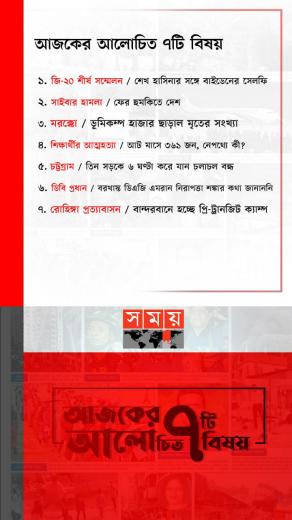 আজকের আলোচিত ৭টি বিষয়
১. জি-২০ শীর্ষ সম্মেলন / শেখ হাসিনার সঙ্গে বাইডেনের সেলফি
২. সাইবার হামলা / ফের হুমকিতে দেশ
৩. মরক্কো / ভূমিকম্প হাজার ছাড়াল মৃতের সংখ্যা
৪. শিক্ষার্থীর আত্মহত্যা / আট মাসে ৩৬১ জন, নেপথ্যে কী?
৫. চট্টগ্রাম / তিন সড়কে ৬ ঘণ্টা করে যান চলাচল বন্ধ
৬. ডিবি প্রধান / বরখাস্ত ডিএজি এমরান নিরাপত্তা শঙ্কার কথা জানাননি
৭. রোহিঙ্গা প্রত্যাবাসন / বান্দরবানে হচ্ছে প্রি-ট্রানজিট ক্যাম্প
সময়
আজকের ৭টি
আলোচিত বিষয়